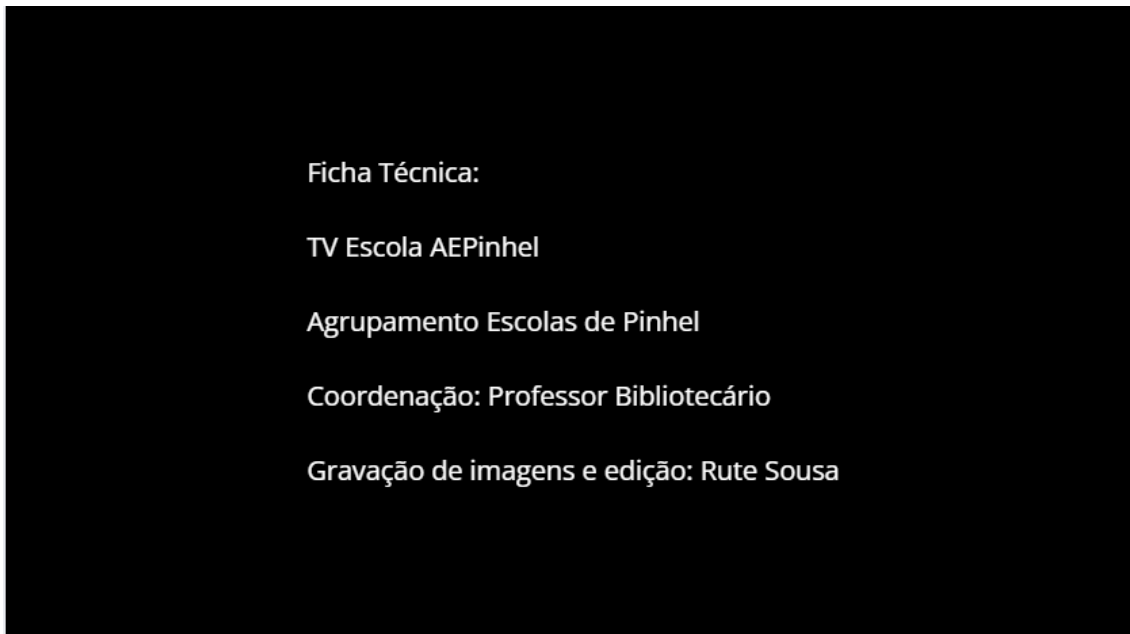 Ficha Técnica:
TV Escola AEPinhel
Agrupamento Escolas de Pinhel
Coordenação: Professor Bibliotecário
Gravação de imagens e edição: Rute Sousa